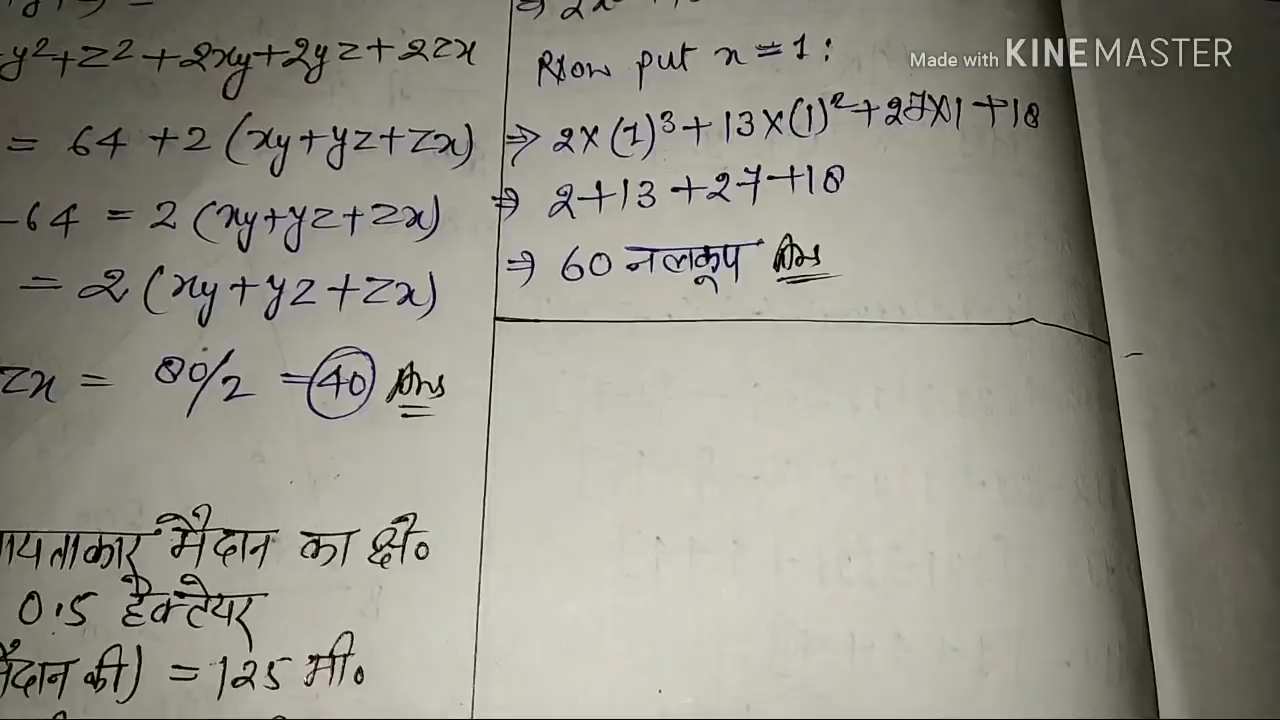 y²+z²+2xy+2yz+2zx
= 64 +2 (xy+yz+zx)
-64 = 2 (xy+yz+zx)
= 2 (xy+yz+zx)
zx = 80/2 = 40 Ans
यताकार मैदान का क्षे०
0.5 हैक्टेयर
मैदान की) = 125 मी०
⇒ 2x
Now put x = 1:
⇒ 2×(1)³+13×(1)²+27×1+18
⇒ 2+13+27+18
⇒ 60 नलकूप Ans
Made with KINEMASTER